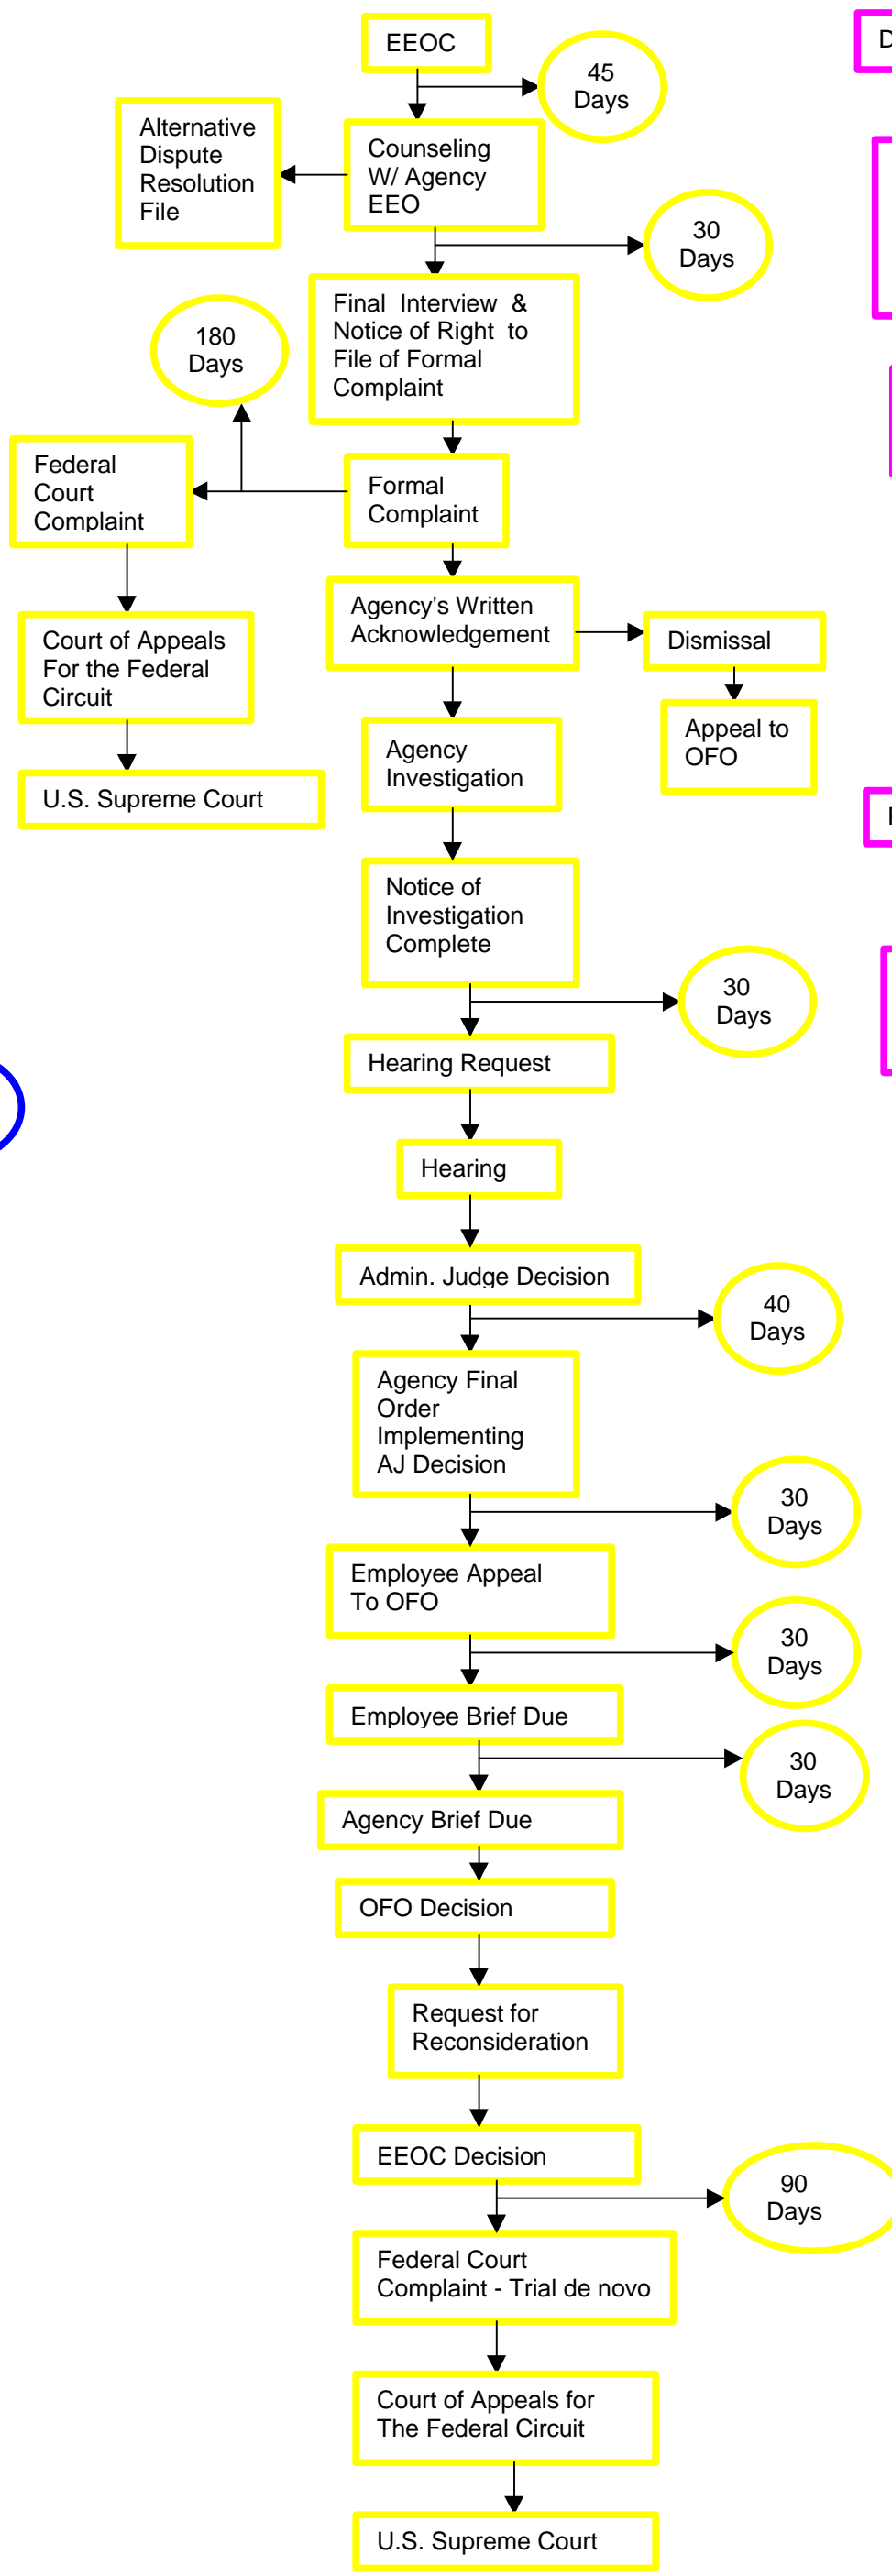 EEOC
45
Days
Alternative
Dispute
Resolution
File
Counseling
W/ Agency
EEO
30
Days
Final Interview &
Notice of Right to
File of Formal
Complaint
180
Days
Federal
Court
Complaint
Formal
Complaint
Agency's Written
Acknowledgement
Dismissal
Court of Appeals
For the Federal
Circuit
Appeal to
OFO
Agency
Investigation
U.S. Supreme Court
Notice of
Investigation
Complete
30
Days
Hearing Request
Hearing
Admin. Judge Decision
40
Days
Agency Final
Order
Implementing
AJ Decision
30
Days
Employee Appeal
To OFO
30
Days
Employee Brief Due
30
Days
Agency Brief Due
OFO Decision
Request for
Reconsideration
EEOC Decision
90
Days
Federal Court
Complaint - Trial de novo
Court of Appeals for
The Federal Circuit
U.S. Supreme Court